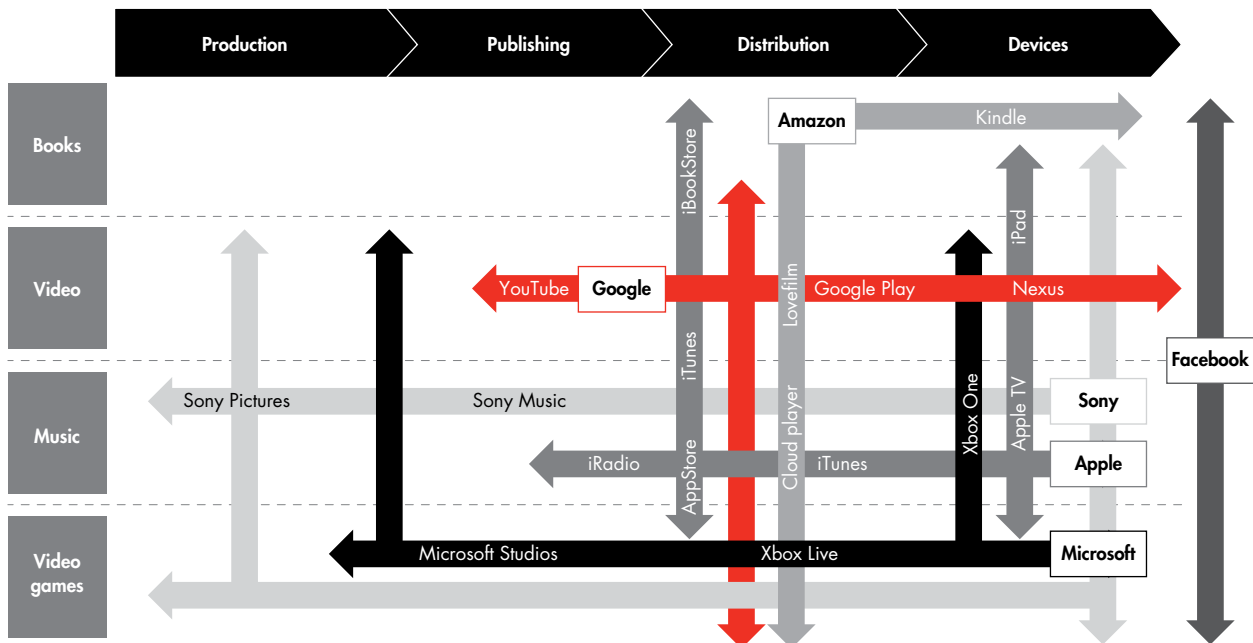 Production
Publishing
Distribution
Devices
Books
Amazon
Kindle
iBookStore
iPad
Video
YouTube
Google
Google Play
Nexus
Lovefilm
iTunes
Facebook
Music
Sony Pictures
Sony Music
Sony
Cloud player
Xbox One
Apple TV
iRadio
iTunes
Apple
AppStore
Video
games
Microsoft Studios
Xbox Live
Microsoft